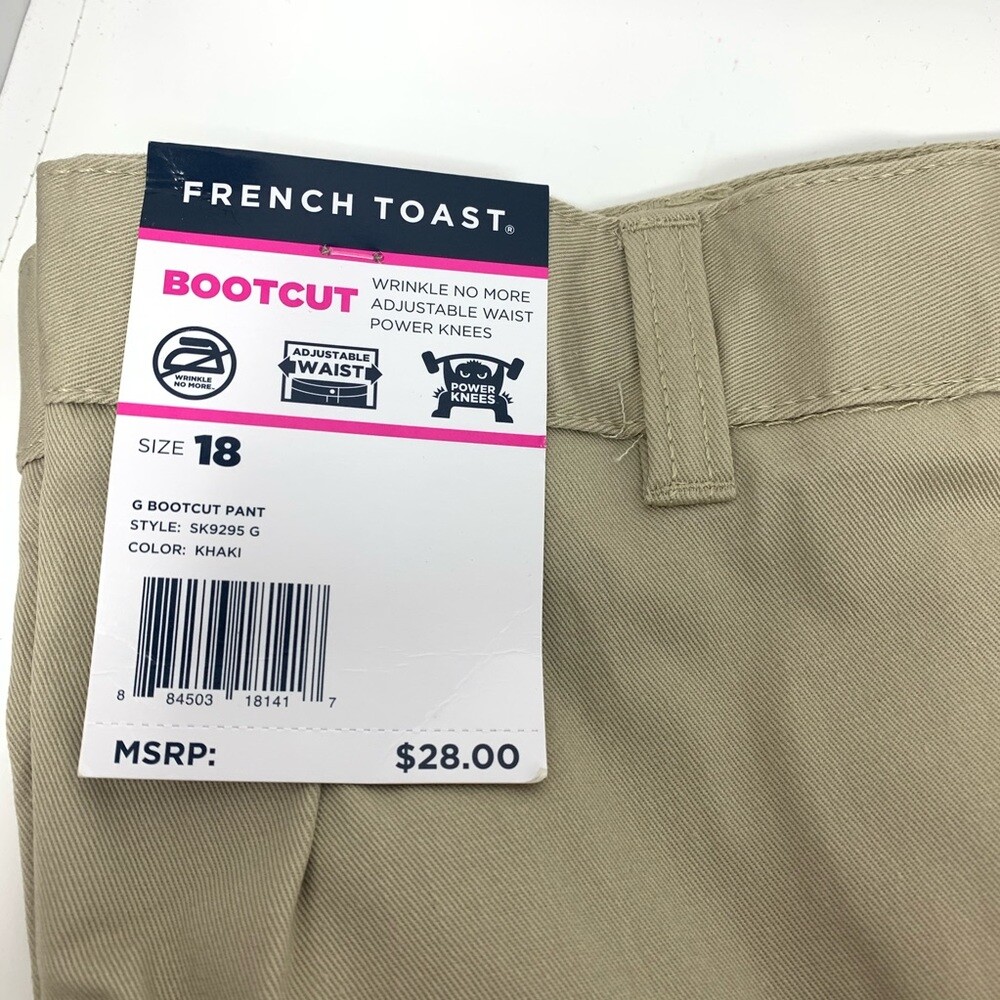 FRENCH TOAST®
BOOTCUT
WRINKLE NO MORE
ADJUSTABLE WAIST
POWER KNEES
WRINKLE
NO MORE™
ADJUSTABLE
WAIST
POWER
KNEES
SIZE 18
G BOOTCUT PANT
STYLE: SK9295 G
COLOR: KHAKI
8 84503 18141 7
MSRP: $28.00